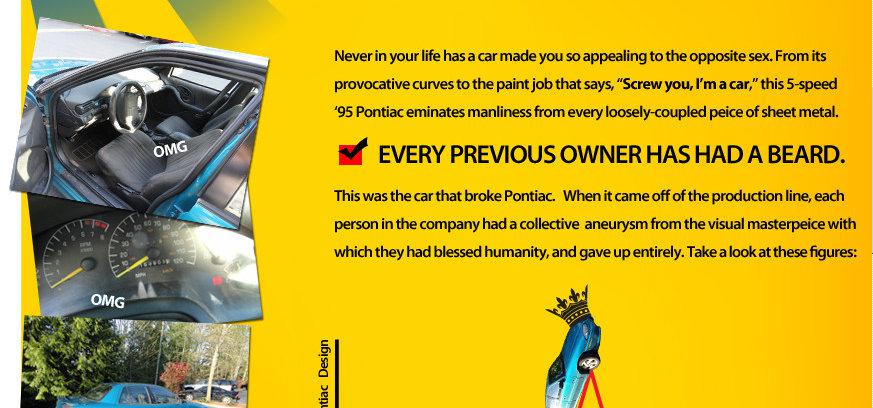 Never in your life has a car made you so appealing to the opposite sex. From its
provocative curves to the paint job that says, “Screw you, I’m a car,” this 5-speed
‘95 Pontiac eminates manliness from every loosely-coupled peice of sheet metal.
EVERY PREVIOUS OWNER HAS HAD A BEARD.
This was the car that broke Pontiac. When it came off of the production line, each
person in the company had a collective aneurysm from the visual masterpeice with
which they had blessed humanity, and gave up entirely. Take a look at these figures:
OMG
OMG
ntiac Design